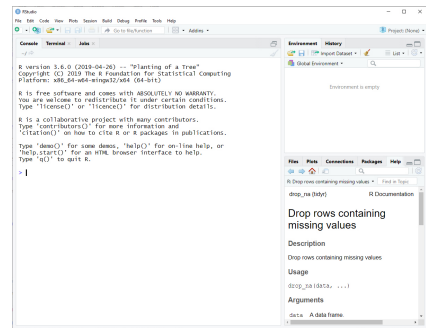 RStudio
File Edit Code View Plots Session Build Debug Profile Tools Help
Go to file/function Addins
Project: (None)
Console Terminal × Jobs ×
~/
R version 3.6.0 (2019-04-26) -- "Planting of a Tree"
Copyright (C) 2019 The R Foundation for Statistical Computing
Platform: x86_64-w64-mingw32/x64 (64-bit)
R is free software and comes with ABSOLUTELY NO WARRANTY.
You are welcome to redistribute it under certain conditions.
Type 'license()' or 'licence()' for distribution details.
R is a collaborative project with many contributors.
Type 'contributors()' for more information and
'citation()' on how to cite R or R packages in publications.
Type 'demo()' for some demos, 'help()' for on-line help, or
'help.start()' for an HTML browser interface to help.
Type 'q()' to quit R.
>
Environment History
Import Dataset List
Global Environment
Environment is empty
Files Plots Connections Packages Help
R: Drop rows containing missing values Find in Topic
drop_na {tidyr} R Documentation
Drop rows containing
missing values
Description
Drop rows containing missing values
Usage
drop_na(data, ...)
Arguments
data A data frame.